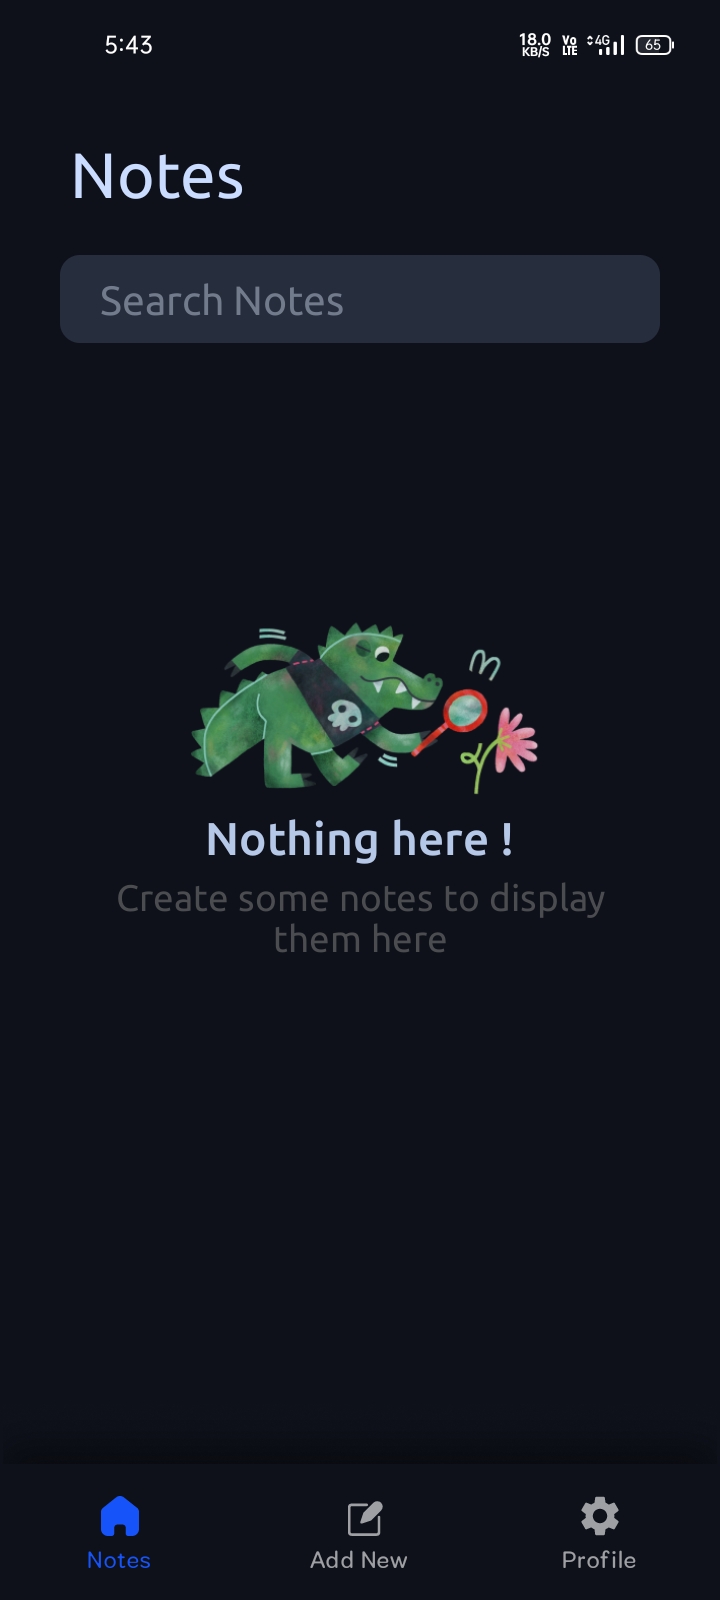 5:43
18.0
KB/S
Vo
LTE
4G
65
Notes
Search Notes
Nothing here !
Create some notes to display
them here
Notes
Add New
Profile